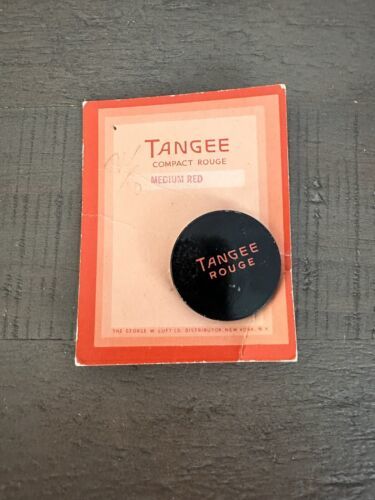 TANGEE
COMPACT ROUGE
MEDIUM RED
TANGEE
ROUGE
THE GEORGE W. LUFT CO. DISTRIBUTOR NEW YORK, N.Y.